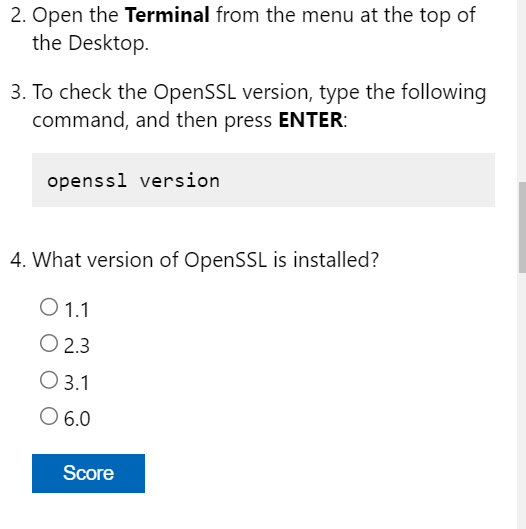 2. Open the Terminal from the menu at the top of
the Desktop.
3. To check the OpenSSL version, type the following
command, and then press ENTER:
openssl version
4. What version of OpenSSL is installed?
1.1
2.3
3.1
6.0
Score